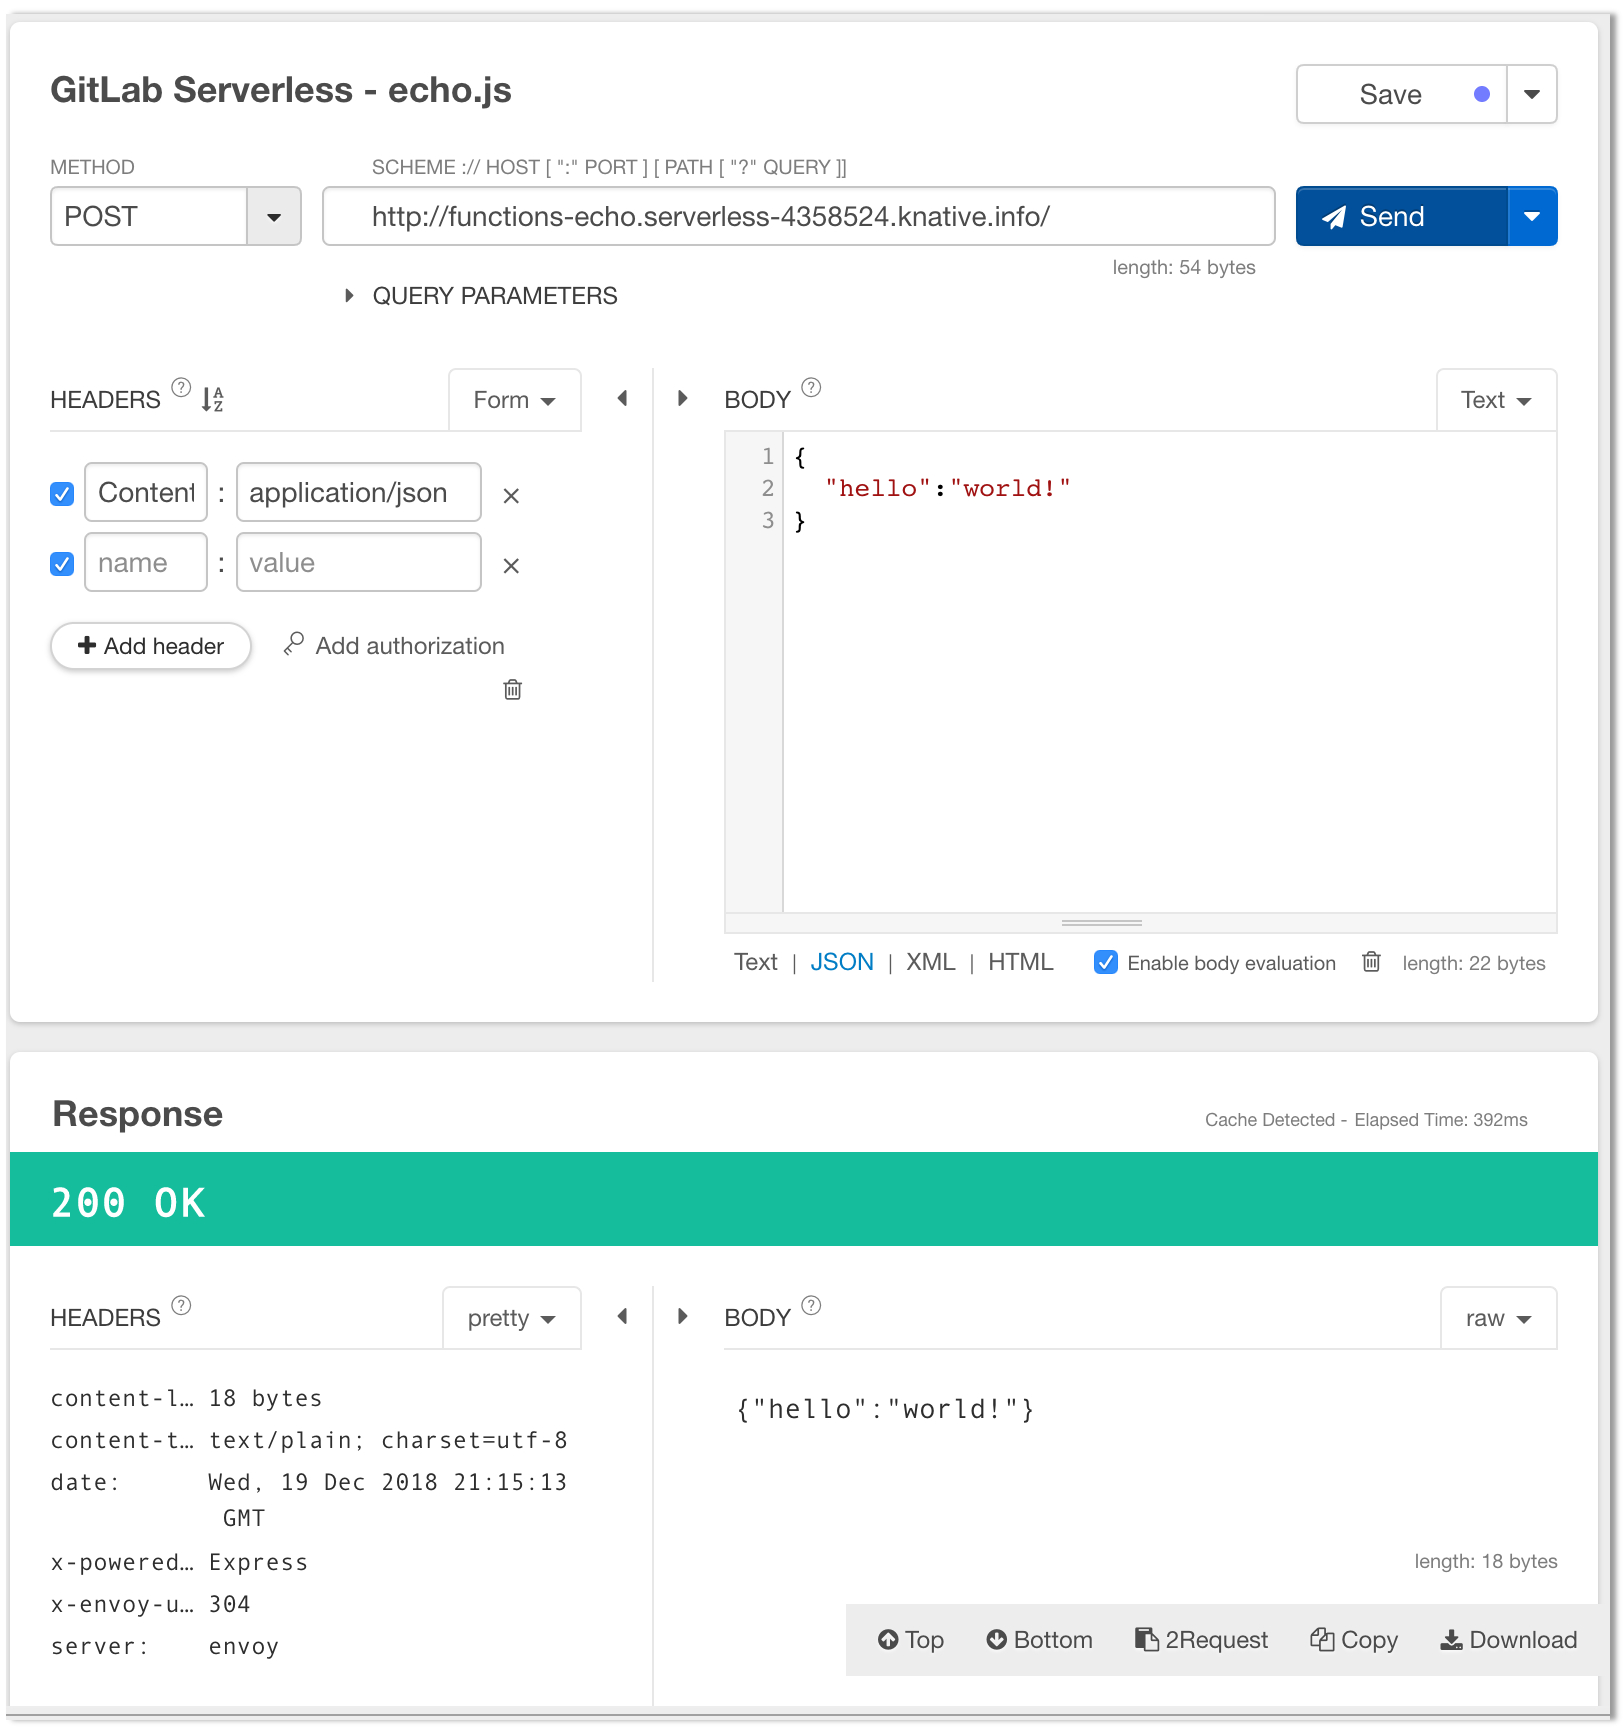 GitLab Serverless - echo.js
Save
METHOD
SCHEME :// HOST [ ":" PORT ] [ PATH [ "?" QUERY ]]
POST
http://functions-echo.serverless-4358524.knative.info/
Send
length: 54 bytes
QUERY PARAMETERS
HEADERS ? A Z
Form
BODY ?
Text
Content : application/json ×
name : value ×
+ Add header
Add authorization
1 {
2 "hello":"world!"
3 }
Text | JSON | XML | HTML
Enable body evaluation
length: 22 bytes
Response
Cache Detected - Elapsed Time: 392ms
200 OK
HEADERS ?
pretty
BODY ?
raw
content-l… 18 bytes
content-t… text/plain; charset=utf-8
date: Wed, 19 Dec 2018 21:15:13
GMT
x-powered… Express
x-envoy-u… 304
server: envoy
{"hello":"world!"}
length: 18 bytes
Top
Bottom
2Request
Copy
Download